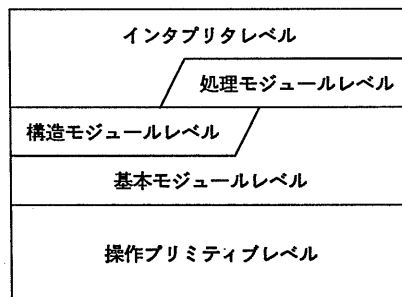 インタプリタレベル
処理モジュールレベル
構造モジュールレベル
基本モジュールレベル
操作プリミティブレベル